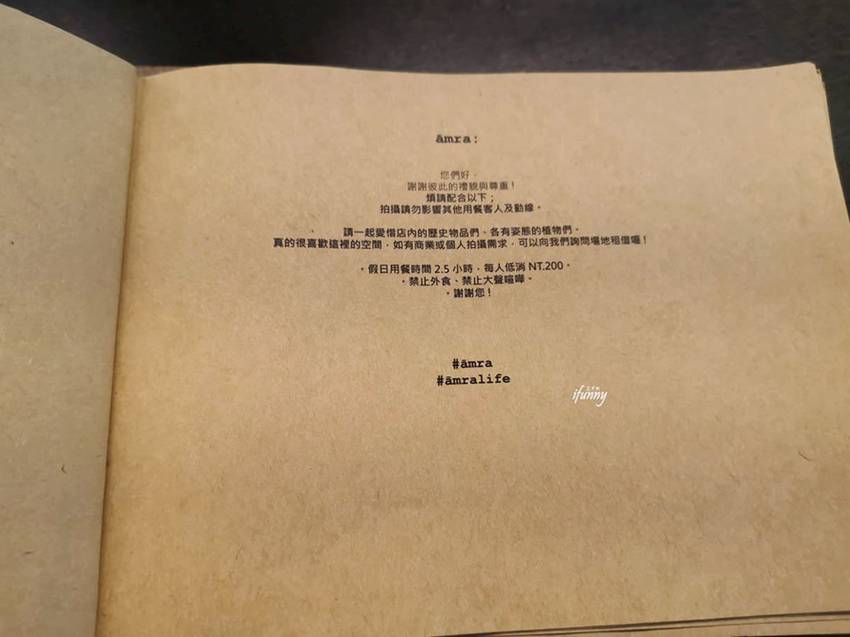 āmra:
您們好，
謝謝彼此的禮貌與尊重！
煩請配合以下；
拍攝請勿影響其他用餐客人及動線。
請一起愛惜店內的歷史物品們、各有姿態的植物們。
真的很喜歡這裡的空間，如有商業或個人拍攝需求，可以向我們詢問場地租借喔！
。假日用餐時間 2.5 小時，每人低消 NT.200。
。禁止外食、禁止大聲喧嘩。
。謝謝您！
#āmra
#āmralife
ifunny